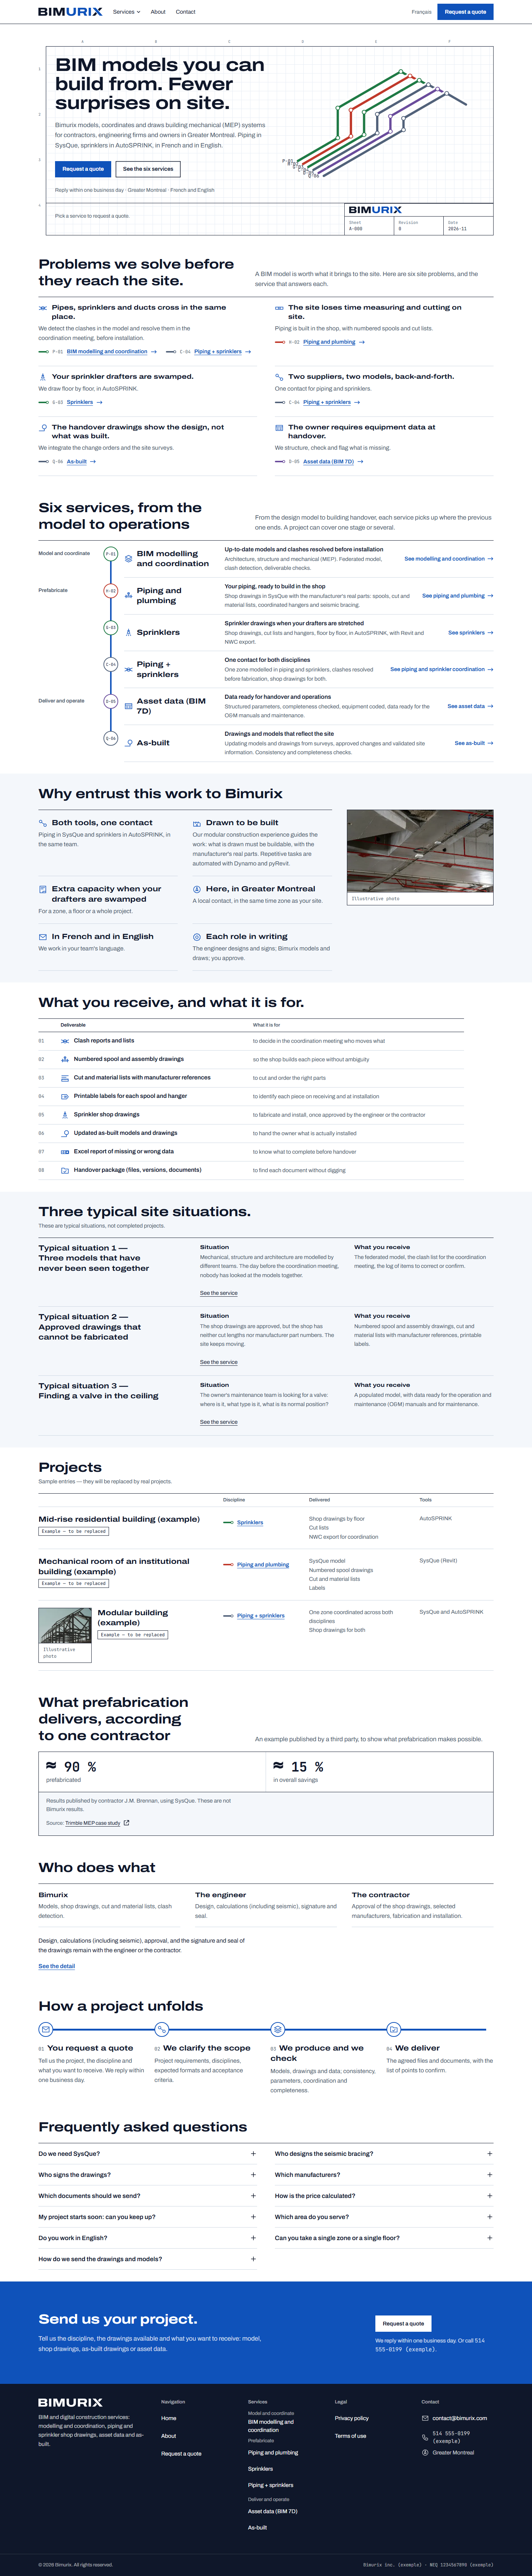 BIMURIX
Services
About
Contact
Français
Request a quote
BIM models you can
build from. Fewer
surprises on site.
Bimurix models, coordinates and draws building mechanical (MEP) systems
for contractors, engineering firms and owners in Greater Montreal. Piping in
SysQue, sprinklers in AutoSPRINK, in French and in English.
Request a quote
See the six services
Reply within one business day · Greater Montreal · French and English
Pick a service to request a quote.
BIMURIX
Sheet
A-000
Revision
0
Date
2026-11
Problems we solve before
they reach the site.
A BIM model is worth what it brings to the site. Here are six site problems, and the
service that answers each.
Pipes, sprinklers and ducts cross in the same
place.
We detect the clashes in the model and resolve them in the
coordination meeting, before installation.
P-01 BIM modelling and coordination
C-04 Piping + sprinklers
The site loses time measuring and cutting on
site.
Piping is built in the shop, with numbered spools and cut lists.
H-02 Piping and plumbing
Your sprinkler drafters are swamped.
We draw floor by floor, in AutoSPRINK.
G-03 Sprinklers
Two suppliers, two models, back-and-forth.
One contact for piping and sprinklers.
C-04 Piping + sprinklers
The handover drawings show the design, not
what was built.
We integrate the change orders and the site surveys.
Q-06 As-built
The owner requires equipment data at
handover.
We structure, check and flag what is missing.
D-05 Asset data (BIM 7D)
Six services, from the
model to operations
From the design model to building handover, each service picks up where the previous
one ends. A project can cover one stage or several.
Model and coordinate
P-01
BIM modelling
and coordination
Up-to-date models and clashes resolved before installation
Architecture, structure and mechanical (MEP). Federated model,
clash detection, deliverable checks.
See modelling and coordination
Prefabricate
H-02
Piping and
plumbing
Your piping, ready to build in the shop
Shop drawings in SysQue with the manufacturer's real parts: spools, cut and
material lists, coordinated hangers and seismic bracing.
See piping and plumbing
G-03
Sprinklers
Sprinkler drawings when your drafters are stretched
Shop drawings, cut lists and hangers, floor by floor, in AutoSPRINK, with Revit and
NWC export.
See sprinklers
C-04
Piping +
sprinklers
One contact for both disciplines
One zone modelled in piping and sprinklers, clashes resolved
before fabrication, shop drawings for both.
See piping and sprinkler coordination
Deliver and operate
D-05
Asset data (BIM
7D)
Data ready for handover and operations
Structured parameters, completeness checked, equipment coded, data ready for the
O&M manuals and maintenance.
See asset data
Q-06
As-built
Drawings and models that reflect the site
Updating models and drawings from surveys, approved changes and validated site
information. Consistency and completeness checks.
See as-built
Why entrust this work to Bimurix
Both tools, one contact
Piping in SysQue and sprinklers in AutoSPRINK, in
the same team.
Drawn to be built
Our modular construction experience guides the
work: what is drawn must be buildable, with the
manufacturer's real parts. Repetitive tasks are
automated with Dynamo and pyRevit.
Extra capacity when your
drafters are swamped
For a zone, a floor or a whole project.
Here, in Greater Montreal
A local contact, in the same time zone as your site.
In French and in English
We work in your team's language.
Each role in writing
The engineer designs and signs; Bimurix models and
draws; you approve.
Illustrative photo
What you receive, and what it is for.
Deliverable
What it is for
01 Clash reports and lists
to decide in the coordination meeting who moves what
02 Numbered spool and assembly drawings
so the shop builds each piece without ambiguity
03 Cut and material lists with manufacturer references
to cut and order the right parts
04 Printable labels for each spool and hanger
to identify each piece on receiving and at installation
05 Sprinkler shop drawings
to fabricate and install, once approved by the engineer or the contractor
06 Updated as-built models and drawings
to hand the owner what is actually installed
07 Excel report of missing or wrong data
to know what to complete before handover
08 Handover package (files, versions, documents)
to find each document without digging
Three typical site situations.
These are typical situations, not completed projects.
Typical situation 1 —
Three models that have
never been seen together
Situation
Mechanical, structure and architecture are modelled by
different teams. The day before the coordination meeting,
nobody has looked at the models together.
See the service
What you receive
The federated model, the clash list for the coordination
meeting, the log of items to correct or confirm.
Typical situation 2 —
Approved drawings that
cannot be fabricated
Situation
The shop drawings are approved, but the shop has
neither cut lengths nor manufacturer part numbers. The
site keeps moving.
See the service
What you receive
Numbered spool and assembly drawings, cut and
material lists with manufacturer references, printable
labels.
Typical situation 3 —
Finding a valve in the ceiling
Situation
The owner's maintenance team is looking for a valve:
where is it, what type is it, what is its normal position?
See the service
What you receive
A populated model, with data ready for the operation and
maintenance (O&M) manuals and for maintenance.
Projects
Sample entries — they will be replaced by real projects.
Discipline
Delivered
Tools
Mid-rise residential building (example)
Example — to be replaced
Sprinklers
Shop drawings by floor
Cut lists
NWC export for coordination
AutoSPRINK
Mechanical room of an institutional
building (example)
Example — to be replaced
Piping and plumbing
SysQue model
Numbered spool drawings
Cut and material lists
Labels
SysQue (Revit)
Illustrative
photo
Modular building
(example)
Example — to be replaced
Piping + sprinklers
One zone coordinated across both
disciplines
Shop drawings for both
SysQue and AutoSPRINK
What prefabrication
delivers, according
to one contractor
An example published by a third party, to show what prefabrication makes possible.
≈ 90 %
prefabricated
≈ 15 %
in overall savings
Results published by contractor J.M. Brennan, using SysQue. These are not
Bimurix results.
Source: Trimble MEP case study
Who does what
Bimurix
Models, shop drawings, cut and material lists, clash
detection.
The engineer
Design, calculations (including seismic), signature and
seal.
The contractor
Approval of the shop drawings, selected
manufacturers, fabrication and installation.
Design, calculations (including seismic), approval, and the signature and seal of
the drawings remain with the engineer or the contractor.
See the detail
How a project unfolds
01 You request a quote
Tell us the project, the discipline and
what you want to receive. We reply within
one business day.
02 We clarify the scope
Project requirements, disciplines,
expected formats and acceptance
criteria.
03 We produce and we
check
Models, drawings and data; consistency,
parameters, coordination and
completeness.
04 We deliver
The agreed files and documents, with the
list of points to confirm.
Frequently asked questions
Do we need SysQue?
Who designs the seismic bracing?
Who signs the drawings?
Which manufacturers?
Which documents should we send?
How is the price calculated?
My project starts soon: can you keep up?
Which area do you serve?
Do you work in English?
Can you take a single zone or a single floor?
How do we send the drawings and models?
Send us your project.
Tell us the discipline, the drawings available and what you want to receive: model,
shop drawings, as-built drawings or asset data.
Request a quote
We reply within one business day. Or call 514
555-0199 (exemple).
BIMURIX
BIM and digital construction services:
modelling and coordination, piping and
sprinkler shop drawings, asset data and as-
built.
Navigation
Home
About
Request a quote
Services
Model and coordinate
BIM modelling and
coordination
Prefabricate
Piping and plumbing
Sprinklers
Piping + sprinklers
Deliver and operate
Asset data (BIM 7D)
As-built
Legal
Privacy policy
Terms of use
Contact
contact@bimurix.com
514 555-0199
(exemple)
Greater Montreal
© 2026 Bimurix. All rights reserved.
Bimurix inc. (exemple) · NEQ 1234567890 (exemple)